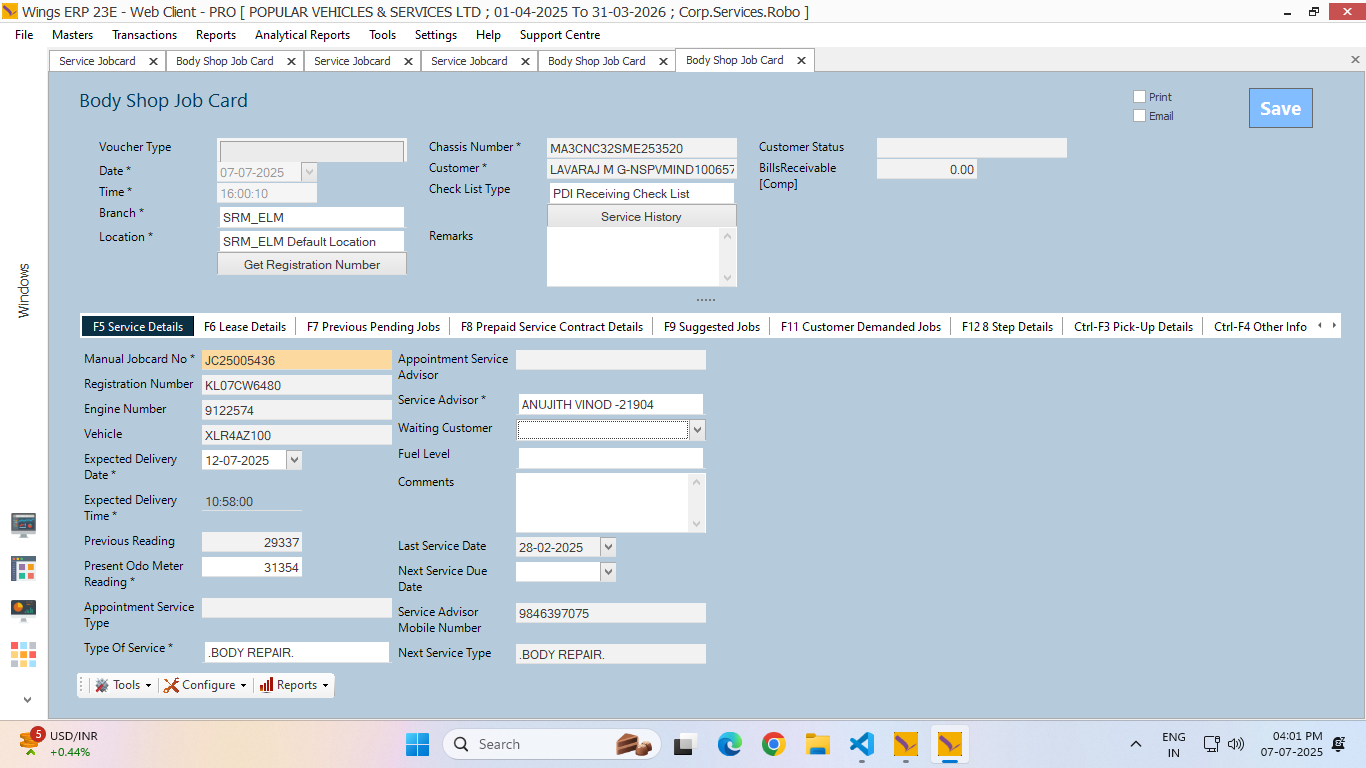 Wings ERP 23E - Web Client - PRO [ POPULAR VEHICLES & SERVICES LTD ; 01-04-2025 To 31-03-2026 ; Corp.Services.Robo ]
File Masters Transactions Reports Analytical Reports Tools Settings Help Support Centre
Service Jobcard Body Shop Job Card Service Jobcard Service Jobcard Body Shop Job Card Body Shop Job Card
Body Shop Job Card
Print
Email
Save
Voucher Type
Date * 07-07-2025
Time * 16:00:10
Branch * SRM_ELM
Location * SRM_ELM Default Location
Get Registration Number
Chassis Number * MA3CNC32SME253520
Customer * LAVARAJ M G-NSPVMIND100657
Check List Type PDI Receiving Check List
Service History
Remarks
Customer Status
BillsReceivable [Comp] 0.00
Windows
F5 Service Details F6 Lease Details F7 Previous Pending Jobs F8 Prepaid Service Contract Details F9 Suggested Jobs F11 Customer Demanded Jobs F12 8 Step Details Ctrl-F3 Pick-Up Details Ctrl-F4 Other Info
Manual Jobcard No * JC25005436
Registration Number KL07CW6480
Engine Number 9122574
Vehicle XLR4AZ100
Expected Delivery Date * 12-07-2025
Expected Delivery Time * 10:58:00
Previous Reading 29337
Present Odo Meter Reading * 31354
Appointment Service Type
Type Of Service * .BODY REPAIR.
Appointment Service Advisor
Service Advisor * ANUJITH VINOD -21904
Waiting Customer
Fuel Level
Comments
Last Service Date 28-02-2025
Next Service Due Date
Service Advisor Mobile Number 9846397075
Next Service Type .BODY REPAIR.
Tools Configure Reports
5
USD/INR
+0.44%
Search
ENG
IN
04:01 PM
07-07-2025